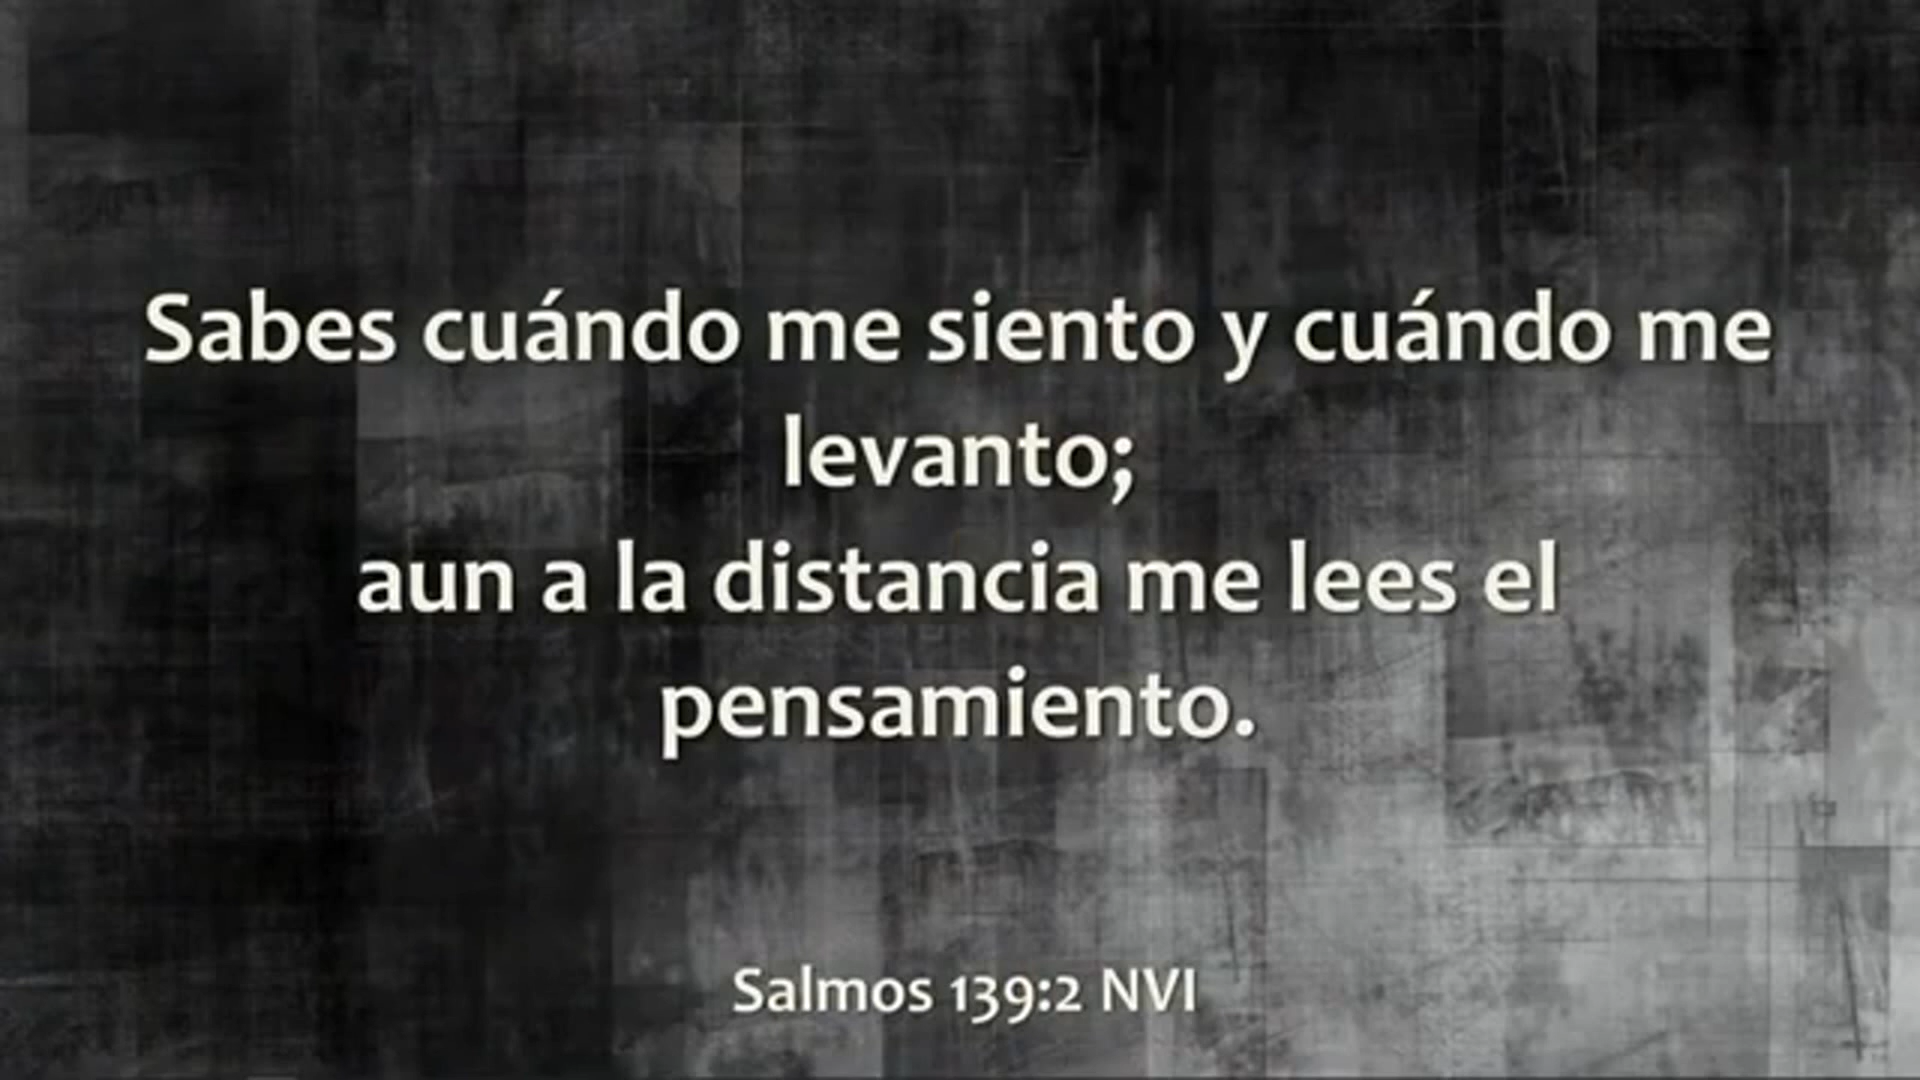 Sabes cuándo me siento y cuándo me
levanto;
aun a la distancia me lees el
pensamiento.
Salmos 139:2 NVI